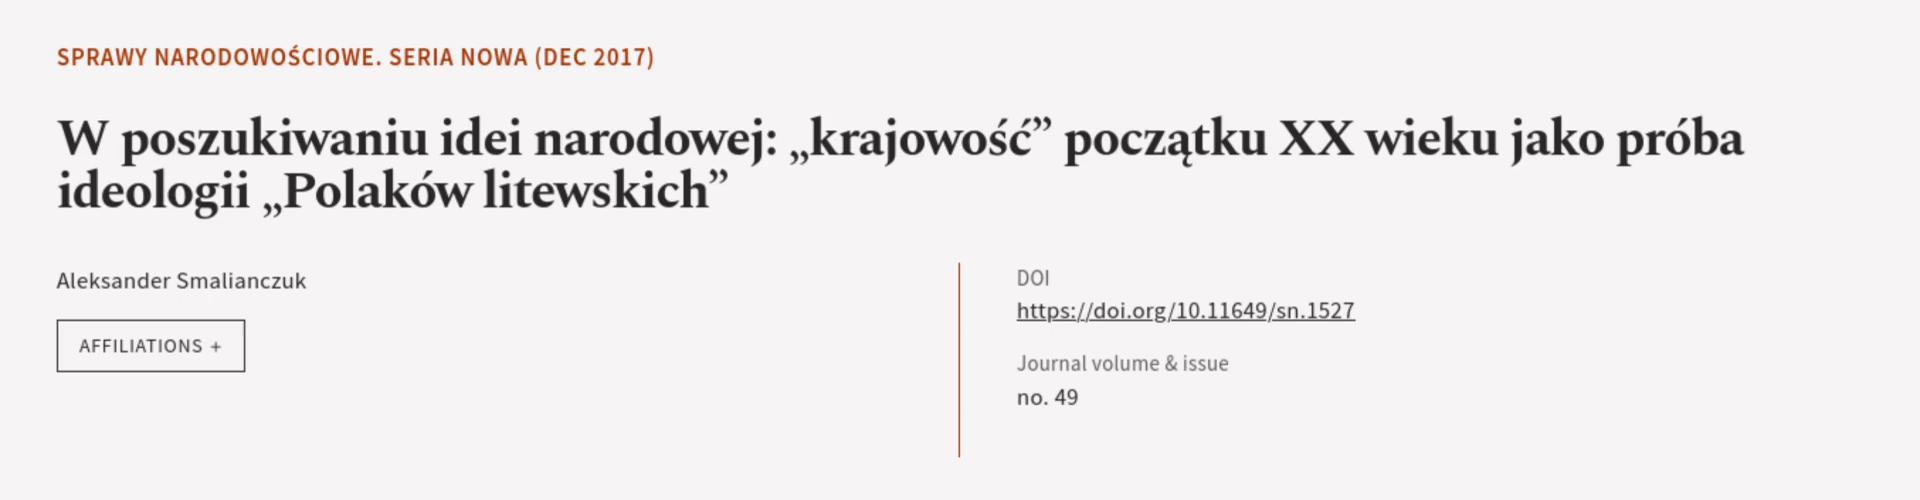 SPRAWY NARODOWOŚCIOWE. SERIA NOWA (DEC 2017)
W poszukiwaniu idei narodowej: „krajowość” początku XX wieku jako próba
ideologii „Polaków litewskich”
Aleksander Smalianczuk
AFFILIATIONS +
DOI
https://doi.org/10.11649/sn.1527
Journal volume & issue
no. 49